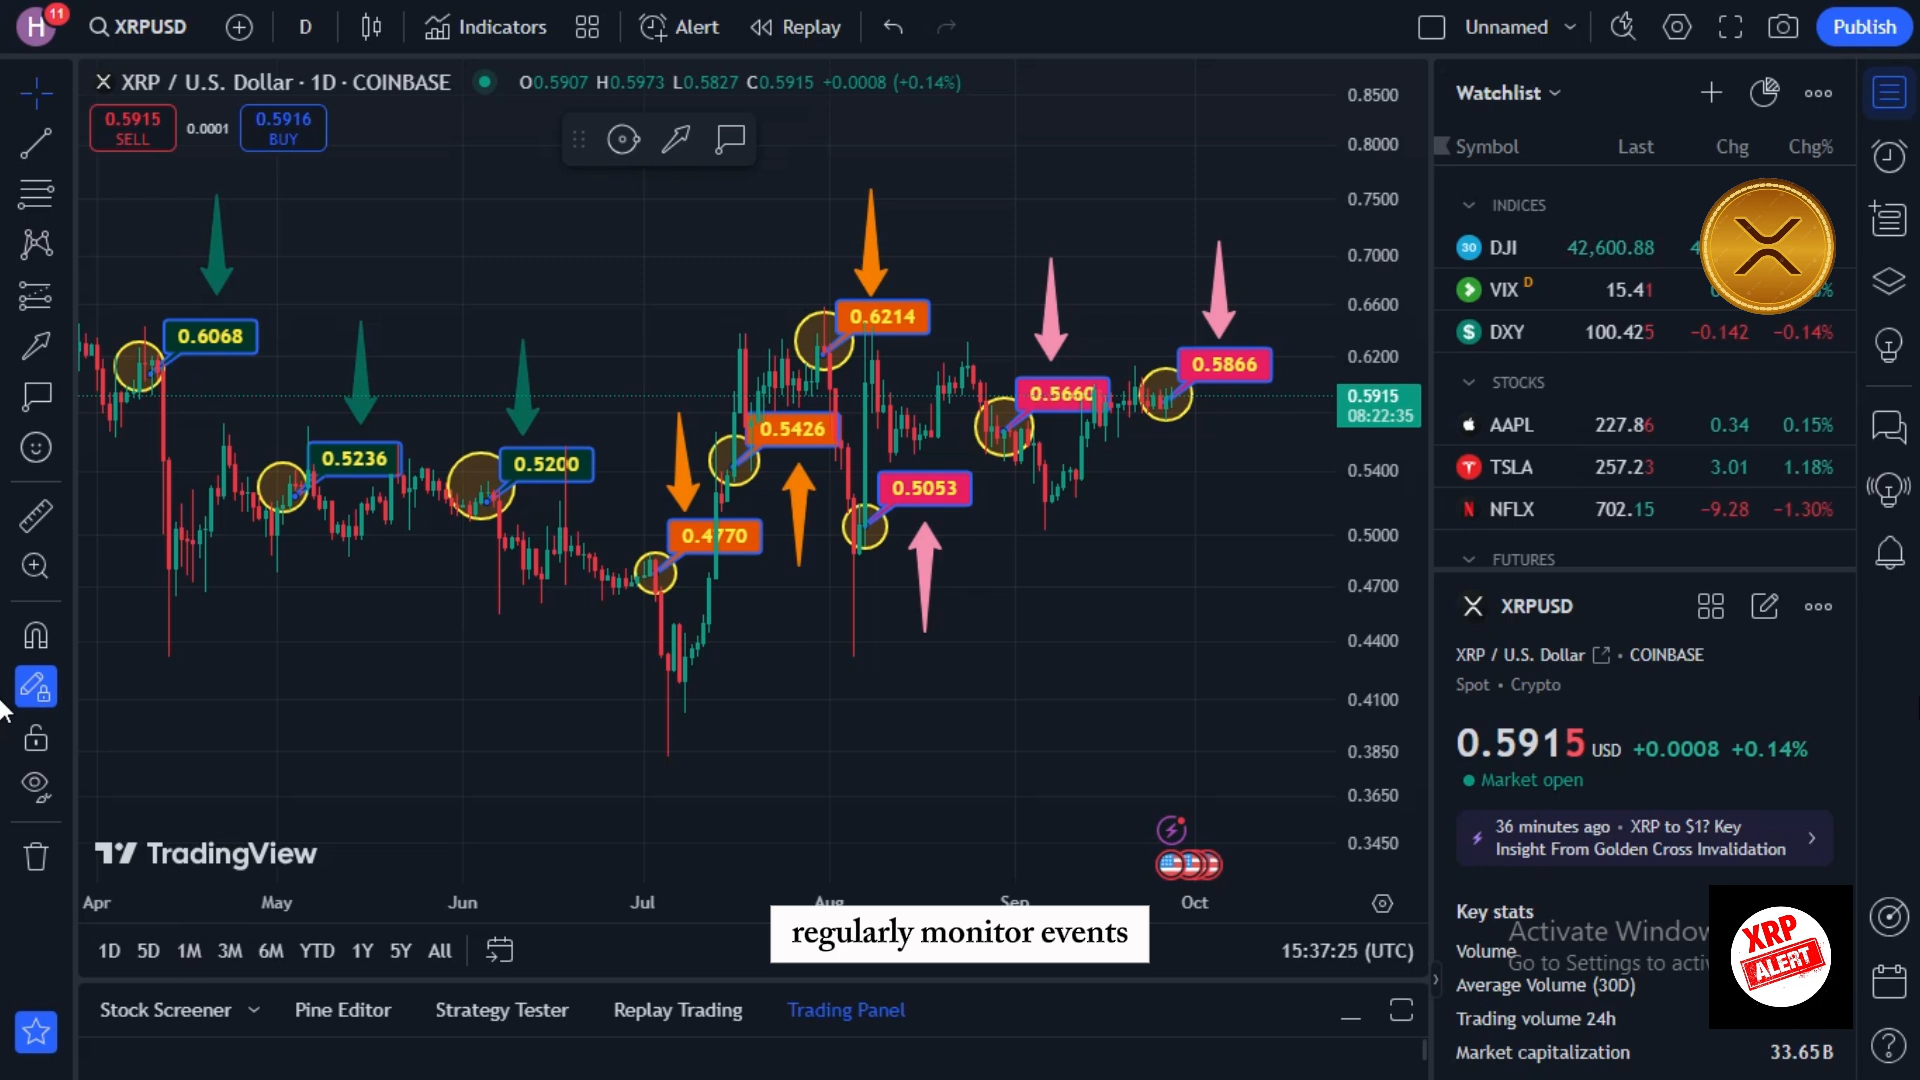 H
11
XRPUSD
D
Indicators
Alert
Replay
Unnamed
Publish
XRP / U.S. Dollar · 1D · COINBASE
O0.5907 H0.5973 L0.5827 C0.5915 +0.0008 (+0.14%)
0.5915
SELL
0.0001
0.5916
BUY
0.8500
0.8000
0.7500
0.7000
0.6600
0.6200
0.5915
08:22:35
0.5400
0.5000
0.4700
0.4400
0.4100
0.3850
0.3650
0.3450
0.6068
0.5236
0.5200
0.4770
0.5426
0.6214
0.5053
0.5660
0.5866
TradingView
Apr May Jun Jul Aug Sep Oct
regularly monitor events
1D 5D 1M 3M 6M YTD 1Y 5Y All
15:37:25 (UTC)
Stock Screener
Pine Editor
Strategy Tester
Replay Trading
Trading Panel
Watchlist
Symbol Last Chg Chg%
INDICES
30 DJI 42,600.88
VIX D 15.41
DXY 100.425 −0.142 −0.14%
STOCKS
AAPL 227.86 0.34 0.15%
TSLA 257.23 3.01 1.18%
NFLX 702.15 −9.28 −1.30%
FUTURES
XRPUSD
XRP / U.S. Dollar • COINBASE
Spot • Crypto
0.5915 USD +0.0008 +0.14%
Market open
36 minutes ago • XRP to $1? Key
Insight From Golden Cross Invalidation
Key stats
Activate Window
Volume
Go to Settings to acti
Average Volume (30D)
Trading volume 24h
Market capitalization 33.65B
XRP
ALERT